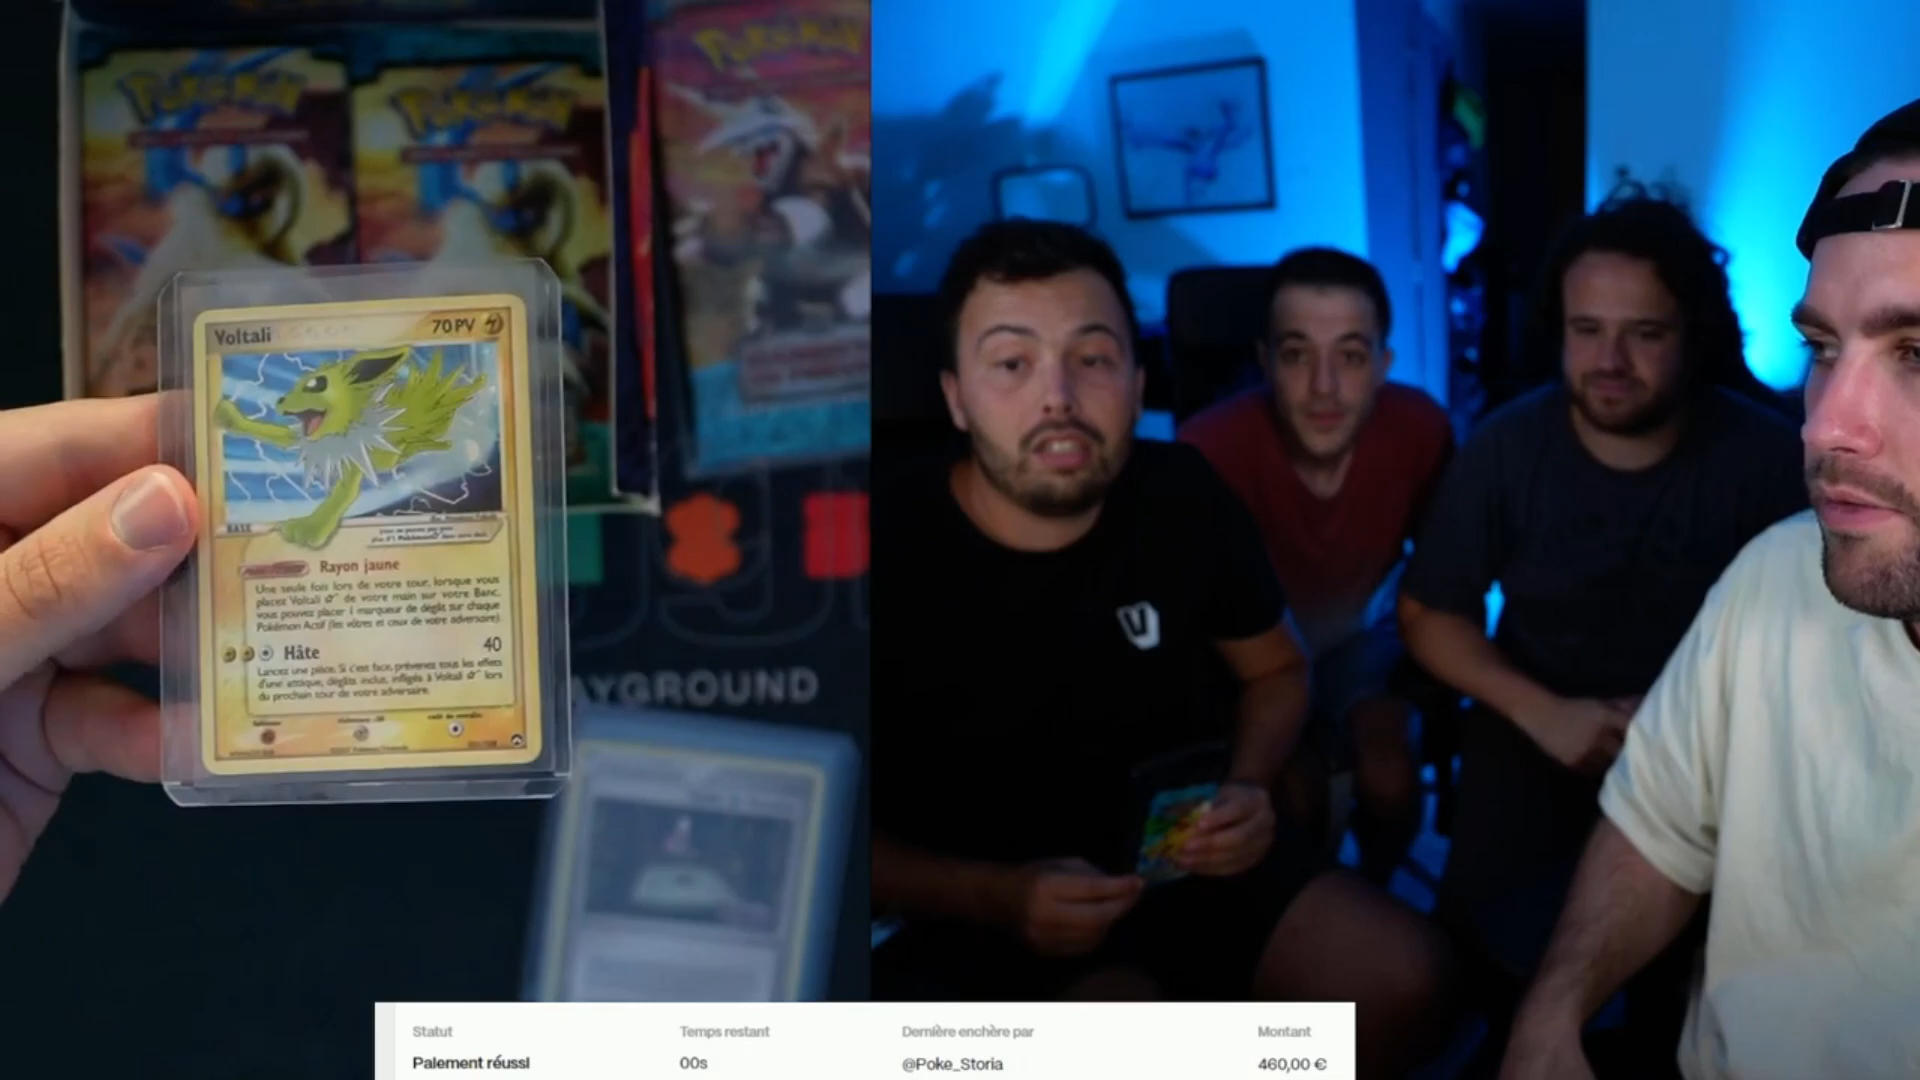 Pokémon
Pokémon
Pokémon
Voltali
70 PV
BASE
Rayon jaune
Une seule fois lors de votre tour, lorsque vous
placez Voltali ☆ de votre main sur votre Banc,
vous pouvez placer 1 marqueur de dégât sur chaque
Pokémon Actif (les vôtres et ceux de votre adversaire).
Hâte
40
Lancez une pièce. Si c'est face, prévenez tous les effets
d'une attaque, dégâts inclus, infligés à Voltali ☆ lors
du prochain tour de votre adversaire.
AYGROUND
Statut
Temps restant
Dernière enchère par
Montant
Paiement réussi
00s
@Poke_Storia
460,00 €